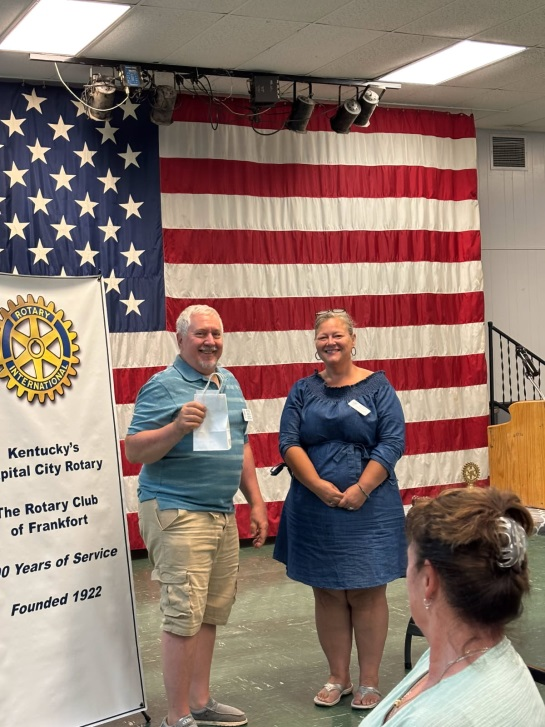 ROTARY
INTERNATIONAL
Kentucky's
pital City Rotary
The Rotary Club
of Frankfort
00 Years of Service
Founded 1922